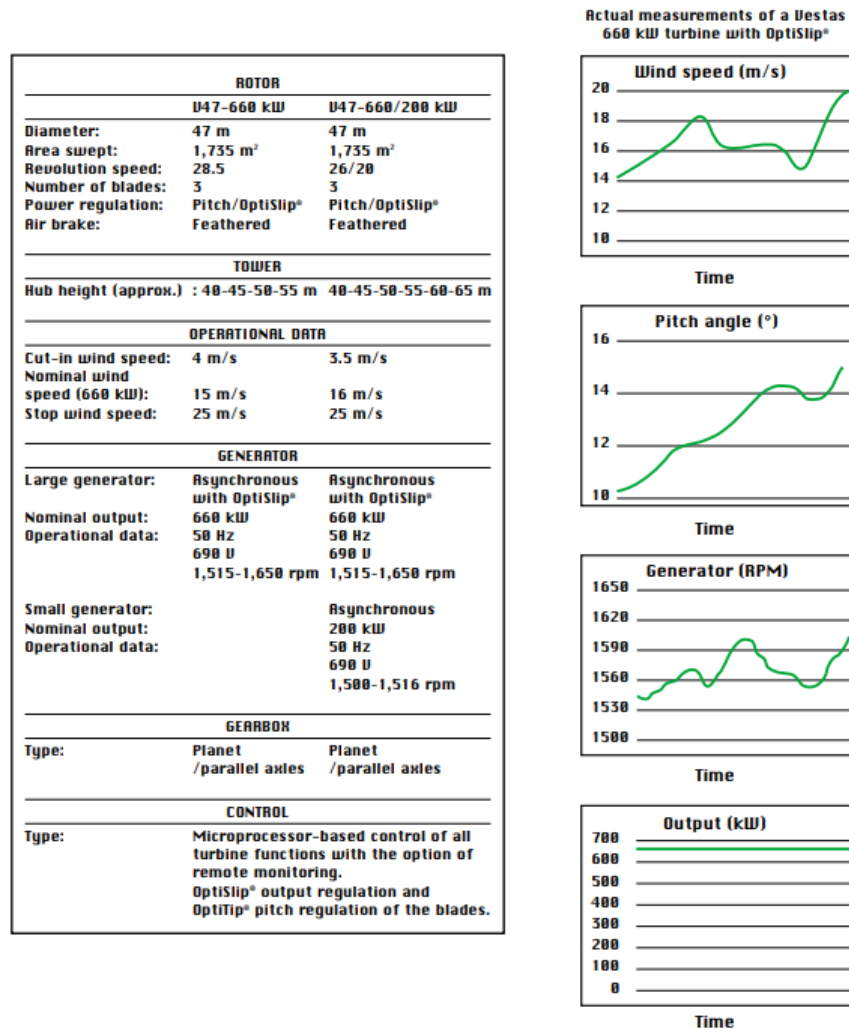 ROTOR
V47-660 kW V47-660/200 kW
Diameter: 47 m 47 m
Area swept: 1,735 m² 1,735 m²
Revolution speed: 28.5 26/20
Number of blades: 3 3
Power regulation: Pitch/OptiSlip® Pitch/OptiSlip®
Air brake: Feathered Feathered
TOWER
Hub height (approx.) : 40-45-50-55 m 40-45-50-55-60-65 m
OPERATIONAL DATA
Cut-in wind speed: 4 m/s 3.5 m/s
Nominal wind
speed (660 kW): 15 m/s 16 m/s
Stop wind speed: 25 m/s 25 m/s
GENERATOR
Large generator: Asynchronous Asynchronous
with OptiSlip® with OptiSlip®
Nominal output: 660 kW 660 kW
Operational data: 50 Hz 50 Hz
690 V 690 V
1,515-1,650 rpm 1,515-1,650 rpm
Small generator: Asynchronous
Nominal output: 200 kW
Operational data: 50 Hz
690 V
1,500-1,516 rpm
GEARBOX
Type: Planet Planet
/parallel axles /parallel axles
CONTROL
Type: Microprocessor-based control of all
turbine functions with the option of
remote monitoring.
OptiSlip® output regulation and
OptiTip® pitch regulation of the blades.
Actual measurements of a Vestas
660 kW turbine with OptiSlip®
Wind speed (m/s)
20
18
16
14
12
10
Time
Pitch angle (°)
16
14
12
10
Time
Generator (RPM)
1650
1620
1590
1560
1530
1500
Time
Output (kW)
700
600
500
400
300
200
100
0
Time